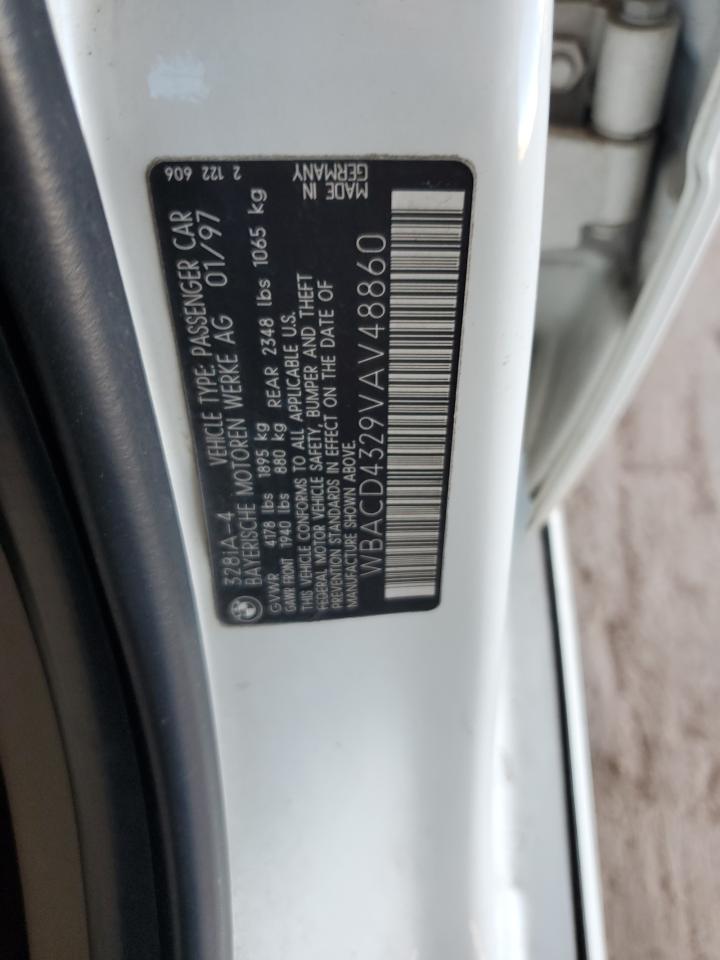 328iA-4 VEHICLE TYPE: PASSENGER CAR 2 122 606
BAYERISCHE MOTOREN WERKE AG 01/97
GVWR 4178 lbs 1895 kg
GAWR FRONT 1940 lbs 880 kg REAR 2348 lbs 1065 kg
THIS VEHICLE CONFORMS TO ALL APPLICABLE U.S.
FEDERAL MOTOR VEHICLE SAFETY, BUMPER AND THEFT
PREVENTION STANDARDS IN EFFECT ON THE DATE OF
MANUFACTURE SHOWN ABOVE.
MADE IN
GERMANY
WBACD4329VAV48860